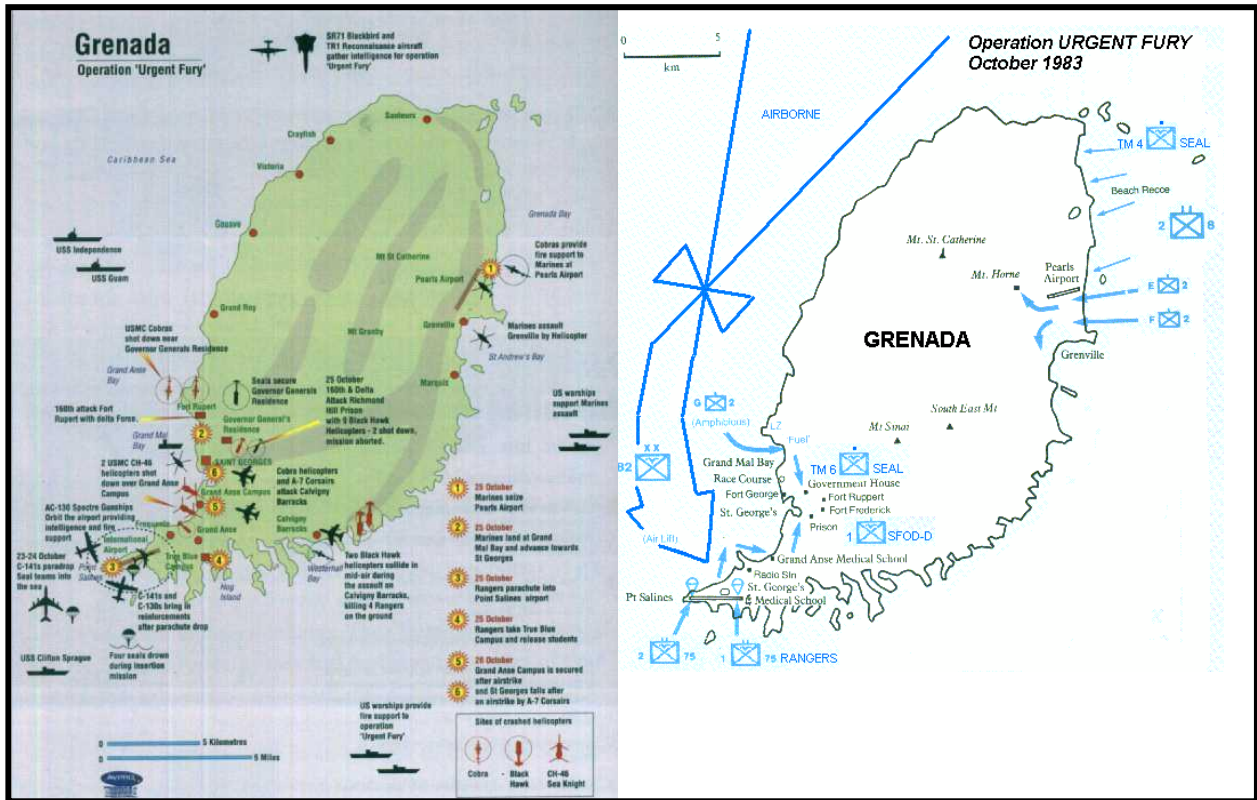 Grenada
Operation 'Urgent Fury'
SR71 Blackbird and
TR1 Reconnaisance aircraft
gather intelligence for operation
'Urgent Fury'
Sauteurs
Crayfish
Victoria
Caribbean Sea
Gouave
Grenada Bay
USS Independence
USS Guam
Mt St Catherine
Pearls Airport
1
Cobras provide
fire support to
Marines at
Pearls Airport
Grand Roy
Mt Granby
Grenville
Marines assault
Grenville by Helicopter
St Andrew's Bay
Marquis
USMC Cobras
shot down near
Governor Generals Residence
Grand Anse
Bay
Seals secure
Governor Generals
Residence
25 October
160th & Delta
Attack Richmond
Hill Prison
with 9 Black Hawk
Helicopters - 2 shut down,
mission aborted.
US warships
support Marines
assault
160th attack Fort
Rupert with delta Force.
Fort Rupert
Governor General's
Residence
2
Grand Mal
Bay
SAINT GEORGES
6
2 USMC CH-46
helicopters shot
down over Grand Anse
Campus
Grand Anse Campus
5
Cobra helicopters
and A-7 Corsairs
attack Calvigny
Barracks
AC-130 Spectre Gunships
Orbit the airport providing
intelligence and fire
support
Frequente
Grand Anse
Calvigny
Barracks
International
Airport
True Blue
Campus
4
3
Point
Salines
23-24 October
C-141s paradrop
Seal teams into
the sea
Hog
Island
Westerhall
Bay
C-141s and
C-130s bring in
reinforcements
after parachute drop
Two Black Hawk
helicopters collide in
mid-air during
the assault on
Calvigny Barracks,
killing 4 Rangers
on the ground
USS Clifton Sprague
Four seals drown
during insertion
mission
1
25 October
Marines seize
Pearls Airport
2
25 October
Marines land at Grand
Mal Bay and advance towards
St Georges
3
25 October
Rangers parachute into
Point Salines airport
4
25 October
Rangers take True Blue
Campus and release students
5
26 October
Grand Anse Campus is secured
after airstrike
6
and St Georges falls after
an airstrike by A-7 Corsairs
US warships provide
fire support to
operation
'Urgent Fury'
0
5 Kilometres
0
5 Miles
Sites of crashed helicopters
Cobra
- Black
Hawk
CH-46
Sea Knight
0
5
km
Operation URGENT FURY
October 1983
AIRBORNE
TM 4
SEAL
Beach Recce
2
8
Mt. St. Catherine
Mt. Horne
Pearls
Airport
E
2
F
2
GRENADA
Grenville
G
2
(Amphibious)
South East Mt
Mt Sinai
LZ
Fuel
XX
82
Grand Mal Bay
TM 6
SEAL
Race Course
Government House
Fort George
Fort Ruppert
St. George's
Fort Frederick
Prison
1
SFOD-D
(Air Lift)
Grand Anse Medical School
Radio Stn
Pt Salines
St. George's
Medical School
2
75
1
75
RANGERS